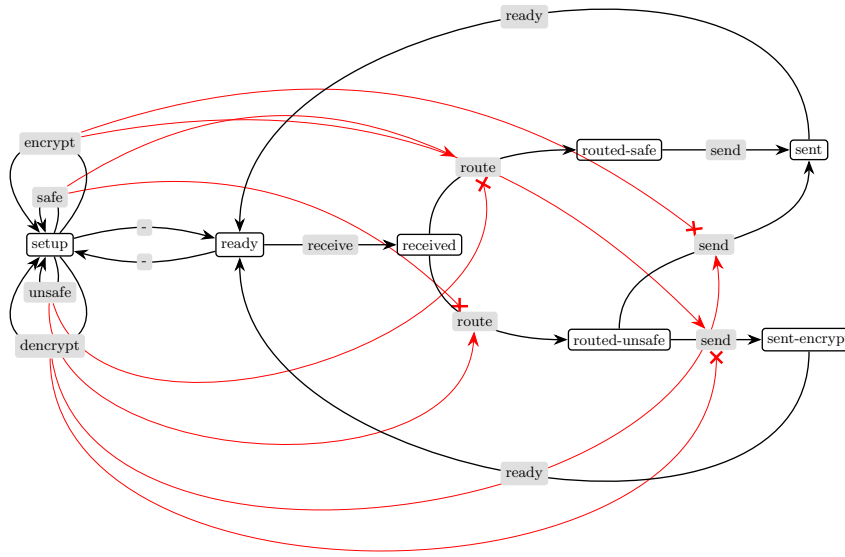 ready
encrypt
route
routed-safe
send
sent
safe
-
setup
ready
receive
received
send
-
unsafe
route
dencrypt
routed-unsafe
send
sent-encryp
ready